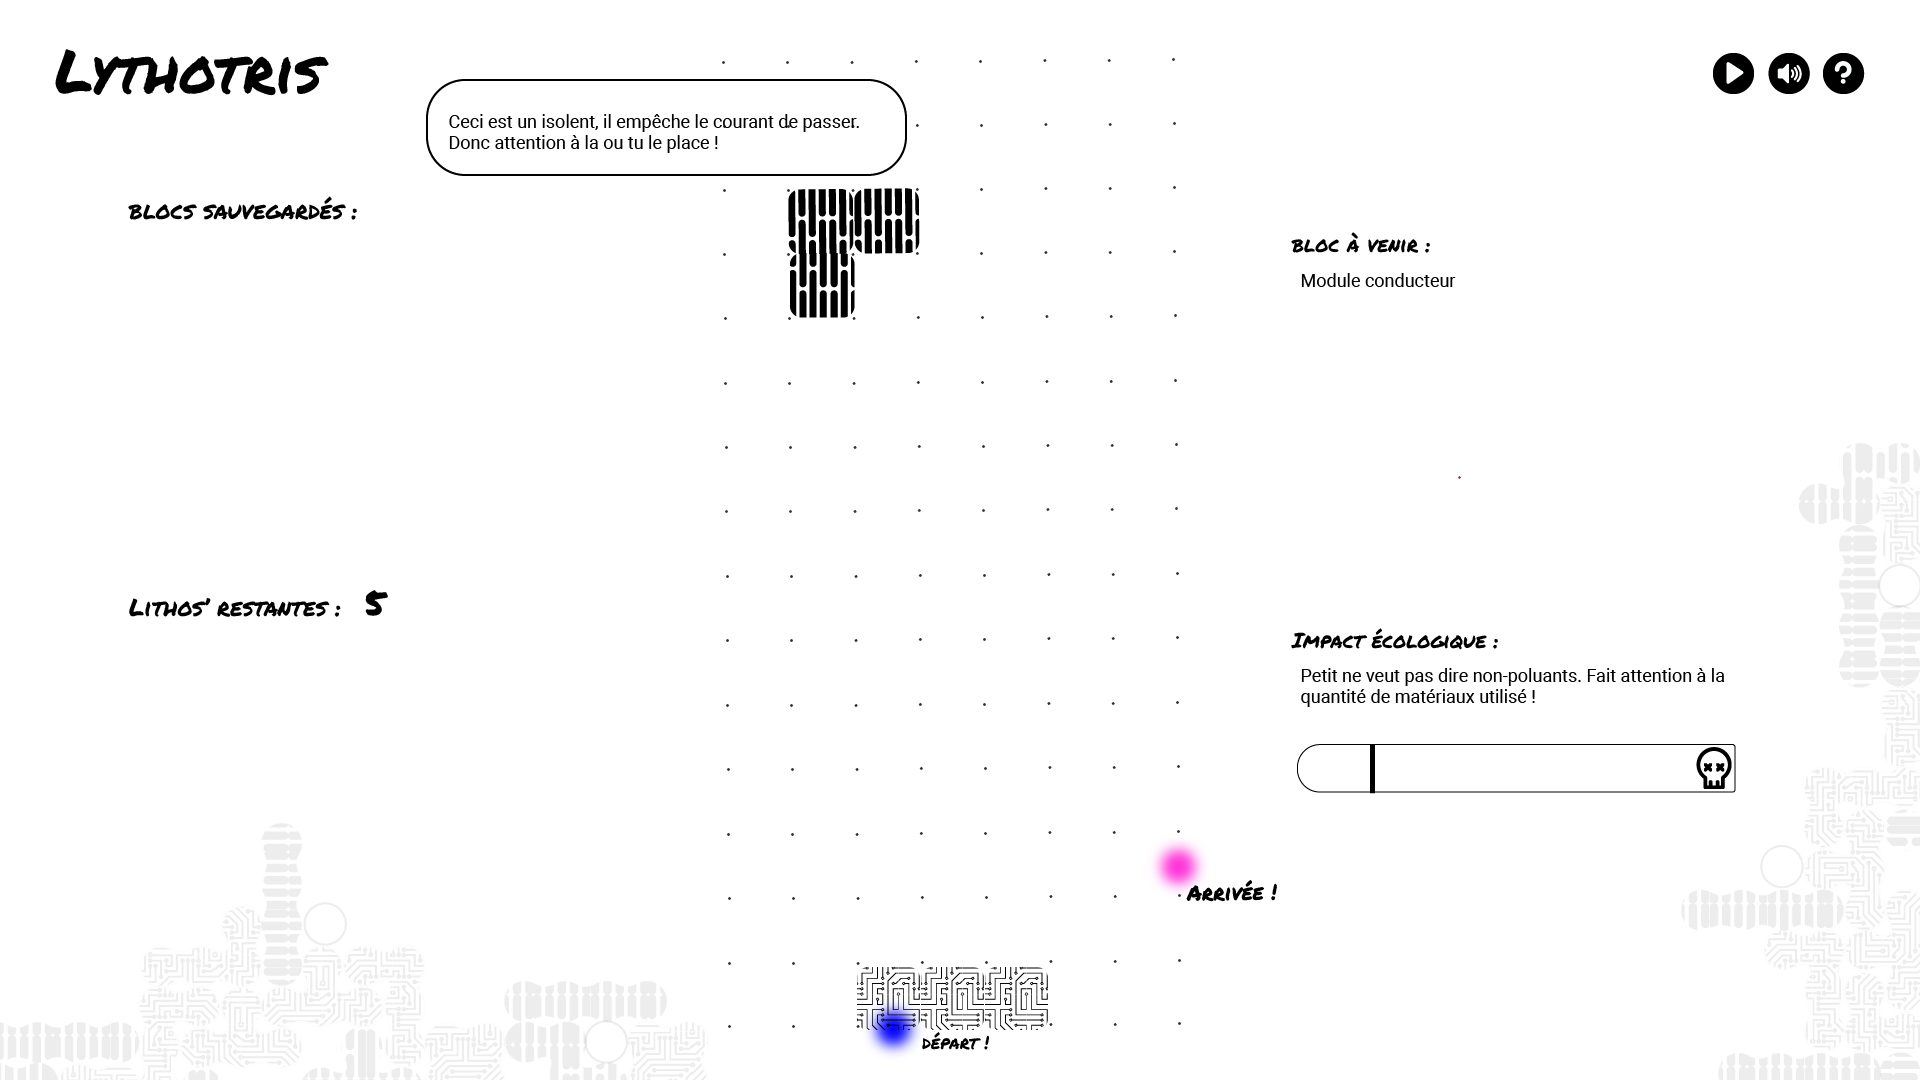 Lythotris
Ceci est un isolent, il empêche le courant de passer.
Donc attention à la ou tu le place !
blocs sauvegardés :
bloc à venir :
Module conducteur
Lithos' restantes : 5
Impact écologique :
Petit ne veut pas dire non-poluants. Fait attention à la
quantité de matériaux utilisé !
Arrivée !
départ !